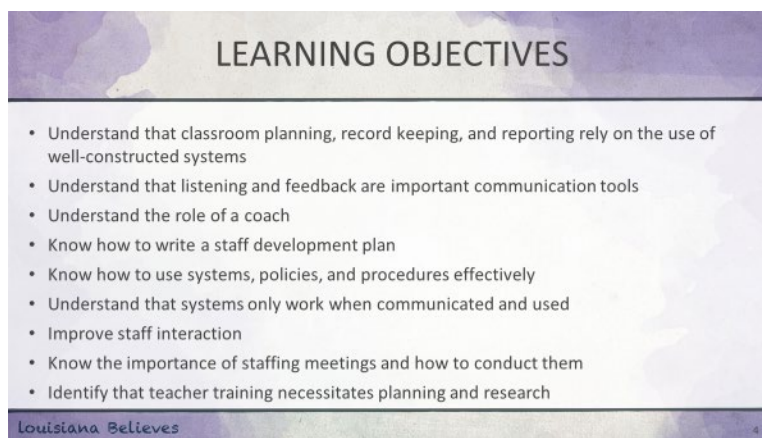 LEARNING OBJECTIVES
• Understand that classroom planning, record keeping, and reporting rely on the use of
well-constructed systems
• Understand that listening and feedback are important communication tools
• Understand the role of a coach
• Know how to write a staff development plan
• Know how to use systems, policies, and procedures effectively
• Understand that systems only work when communicated and used
• Improve staff interaction
• Know the importance of staffing meetings and how to conduct them
• Identify that teacher training necessitates planning and research
Louisiana Believes
4